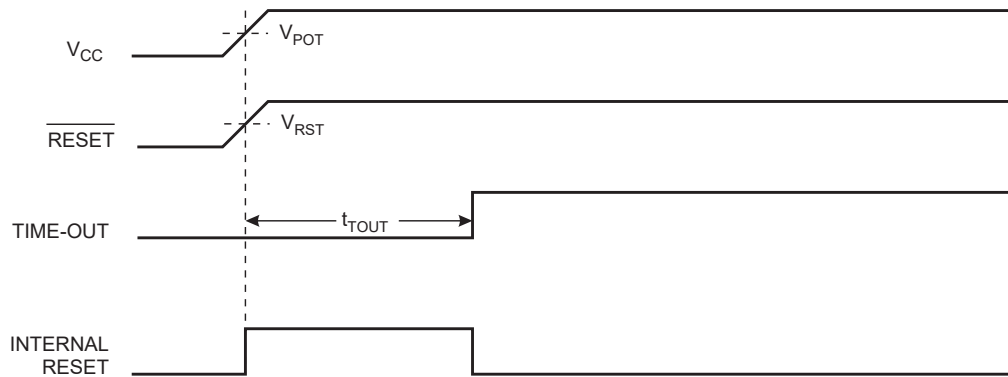 V_CC
V_POT
RESET
V_RST
TIME-OUT
t_TOUT
INTERNAL
RESET